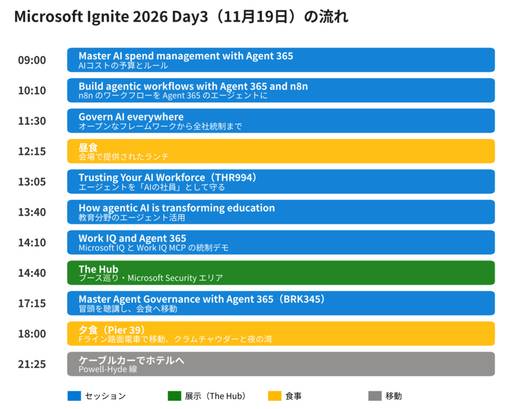 Microsoft Ignite 2026 Day3（11月19日）の流れ
09:00
Master AI spend management with Agent 365
AIコストの予算とルール
10:10
Build agentic workflows with Agent 365 and n8n
n8n のワークフローを Agent 365 のエージェントに
11:30
Govern AI everywhere
オープンなフレームワークから全社統制まで
12:15
昼食
会場で提供されたランチ
13:05
Trusting Your AI Workforce（THR994）
エージェントを「AIの社員」として守る
13:40
How agentic AI is transforming education
教育分野のエージェント活用
14:10
Work IQ and Agent 365
Microsoft IQ と Work IQ MCP の統制デモ
14:40
The Hub
ブース巡り・Microsoft Security エリア
17:15
Master Agent Governance with Agent 365（BRK345）
冒頭を聴講し、会食へ移動
18:00
夕食（Pier 39）
Fライン路面電車で移動、クラムチャウダーと夜の湾
21:25
ケーブルカーでホテルへ
Powell-Hyde 線
セッション
展示（The Hub）
食事
移動